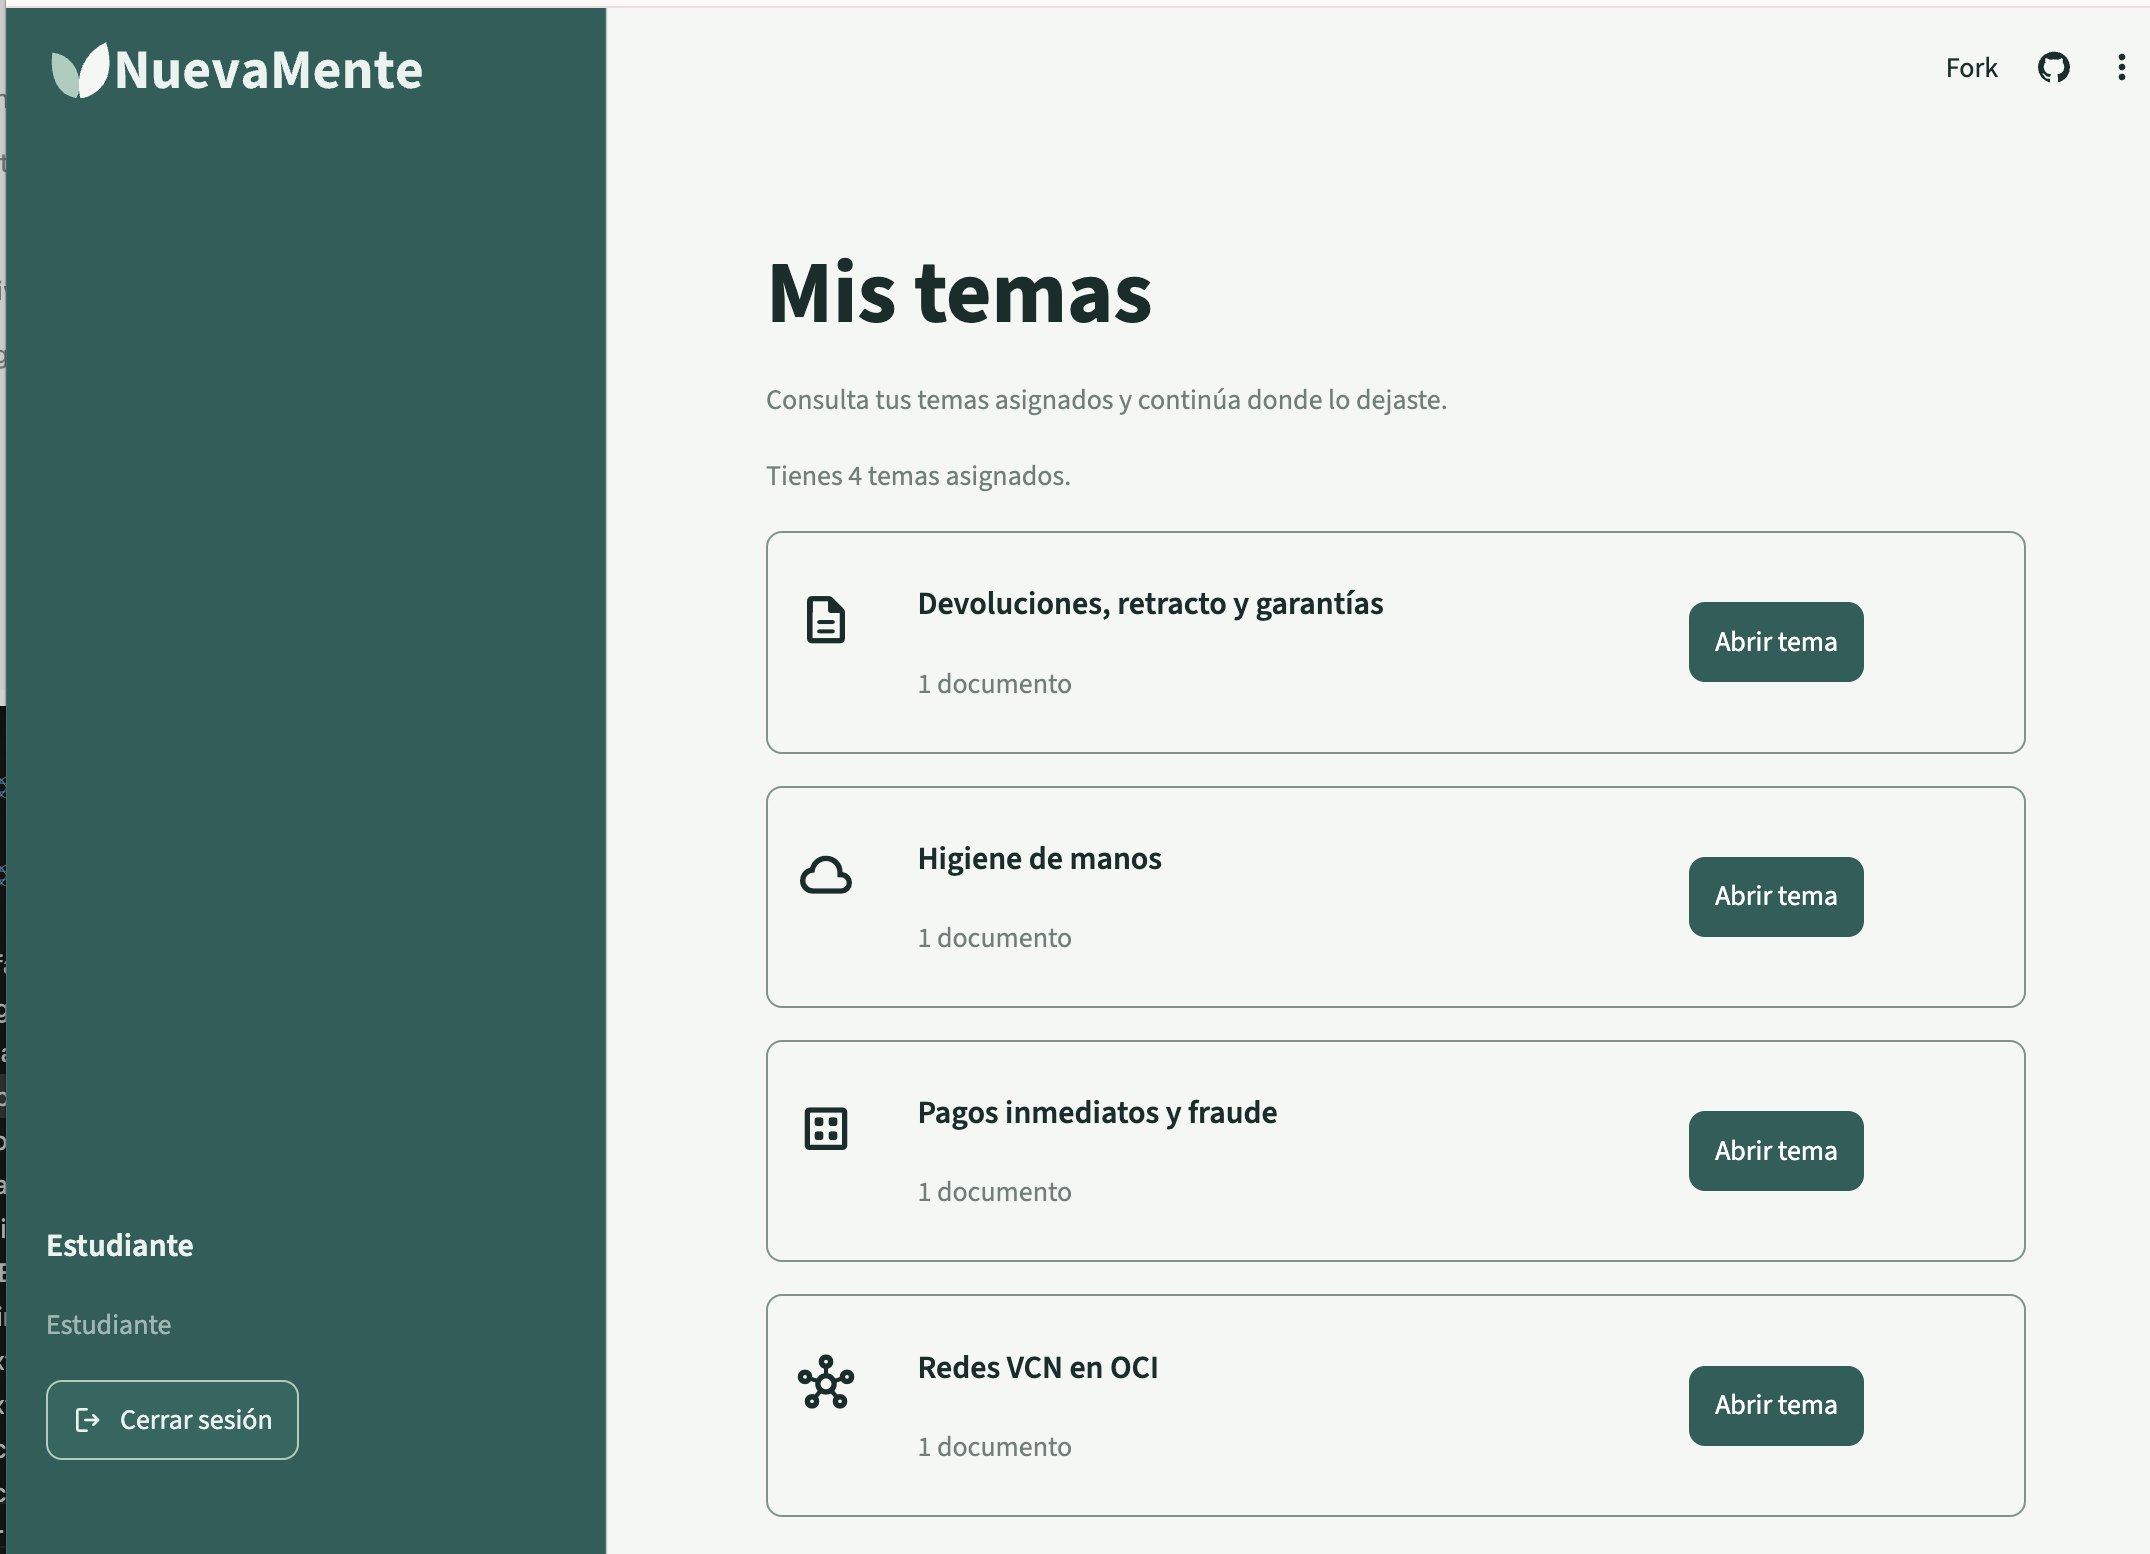 NuevaMente
Fork
Mis temas
Consulta tus temas asignados y continúa donde lo dejaste.
Tienes 4 temas asignados.
Devoluciones, retracto y garantías
1 documento
Abrir tema
Higiene de manos
1 documento
Abrir tema
Pagos inmediatos y fraude
1 documento
Abrir tema
Redes VCN en OCI
1 documento
Abrir tema
Estudiante
Estudiante
Cerrar sesión